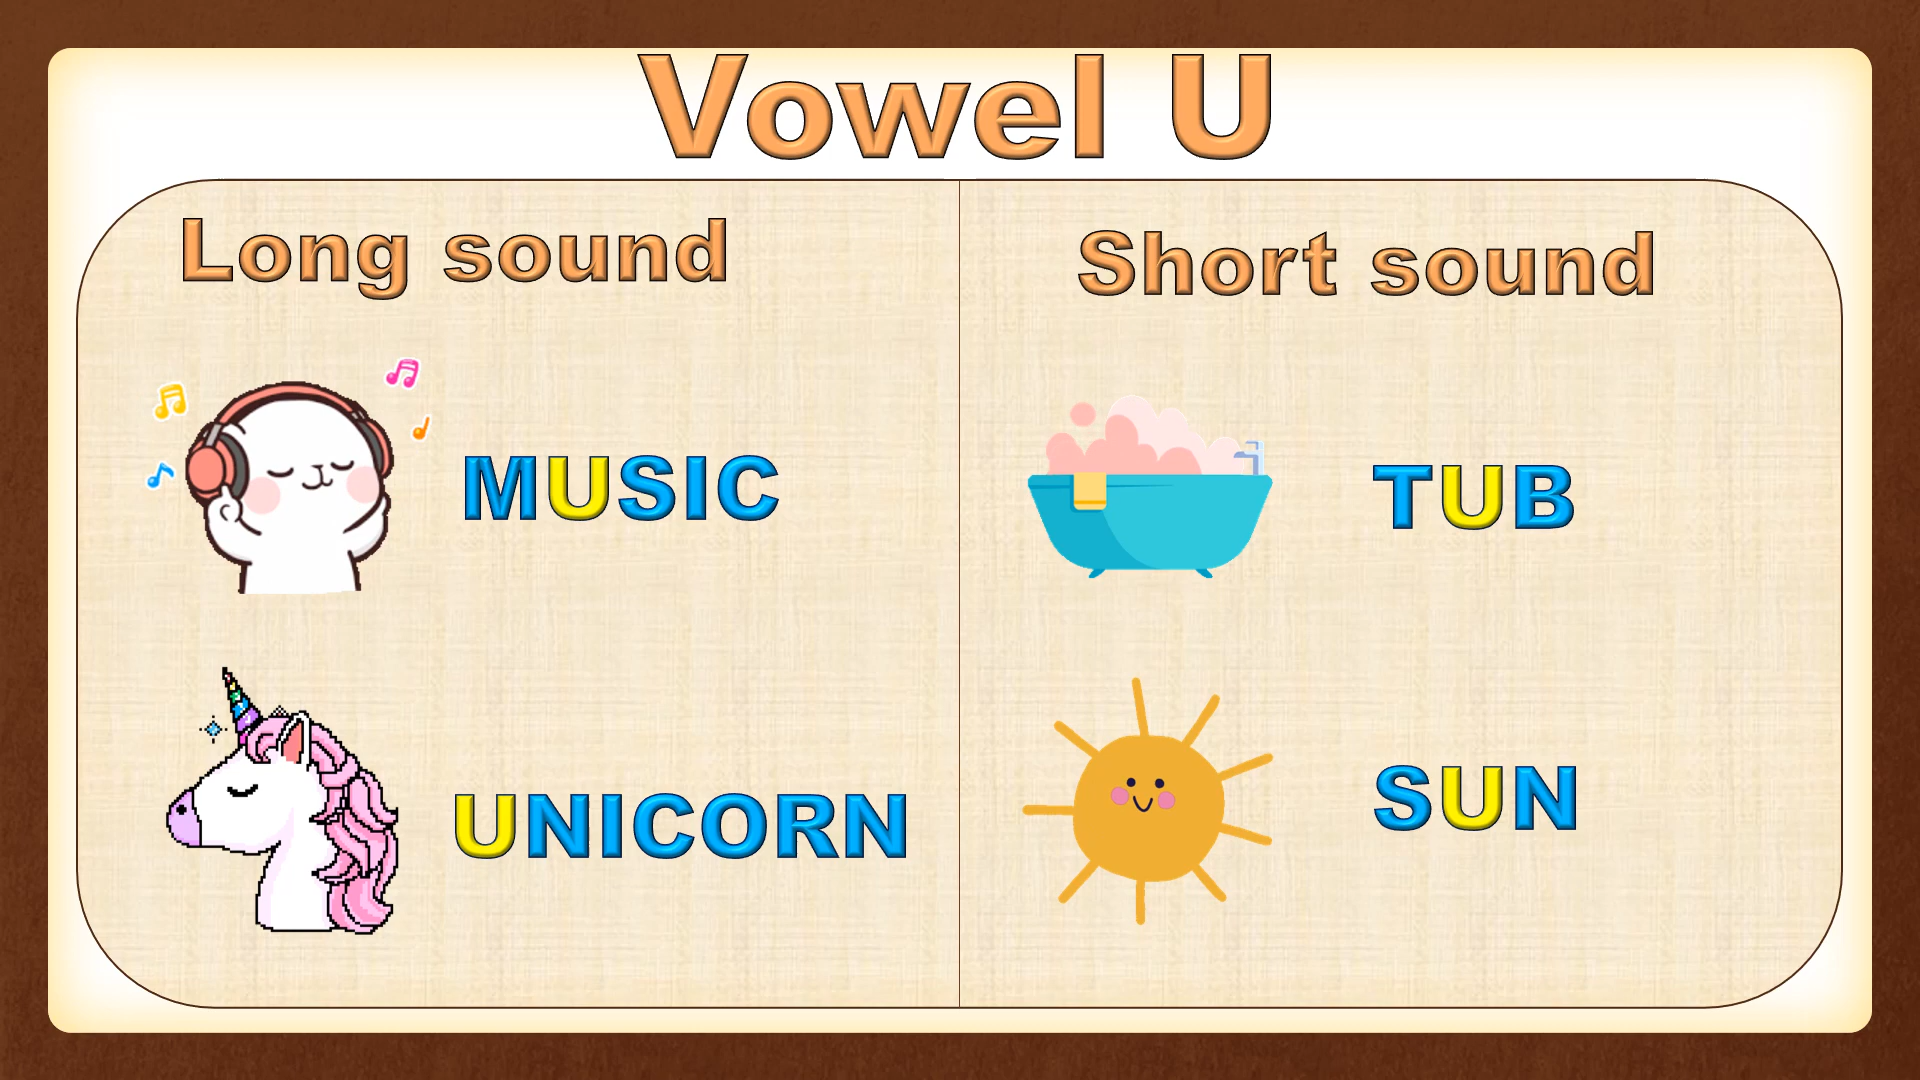 Vowel U
Long sound
MUSIC
UNICORN
Short sound
TUB
SUN